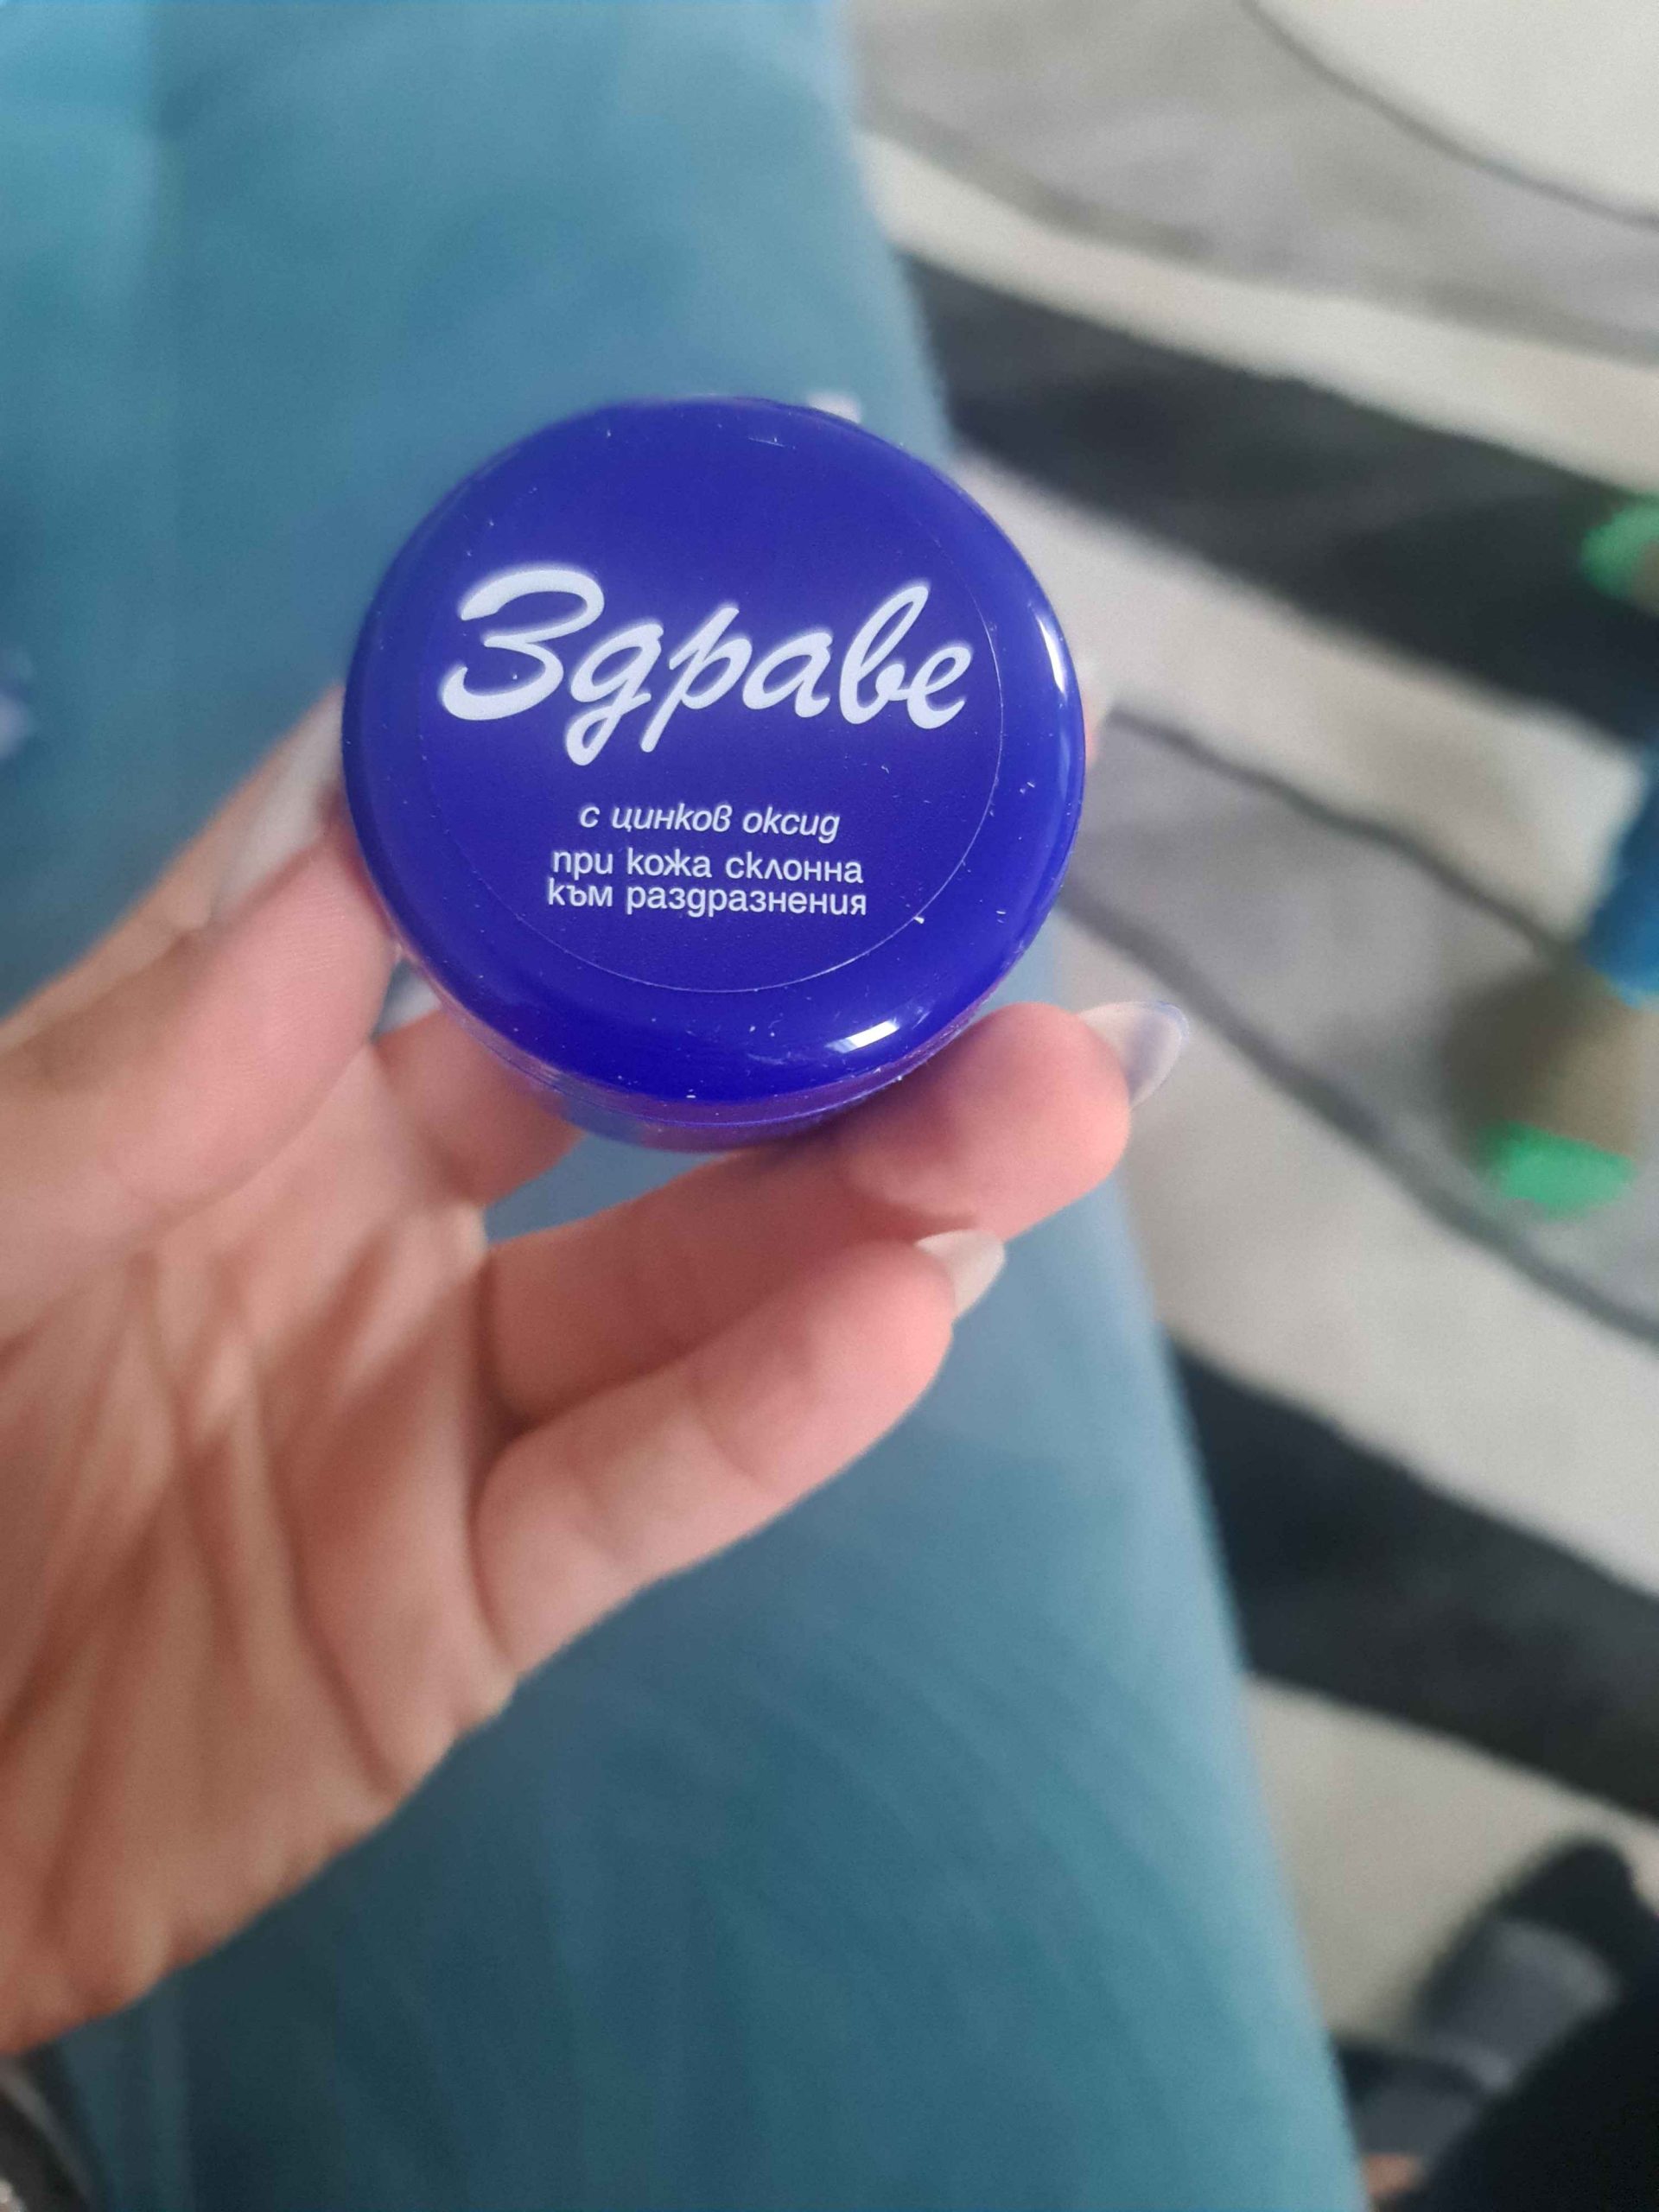 Здраве
с цинков оксид
при кожа склонна
към раздразнения